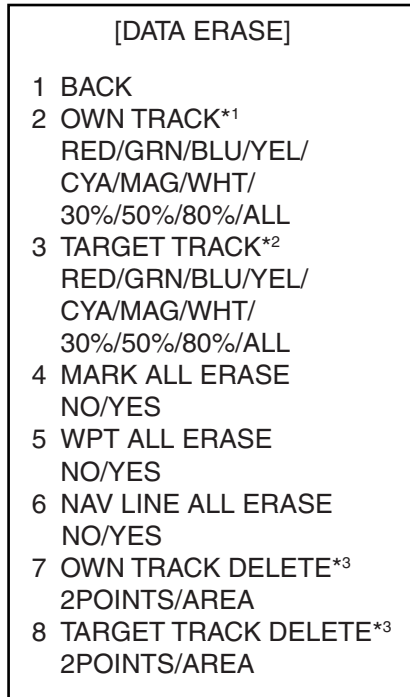 [DATA ERASE]
1 BACK
2 OWN TRACK*1
RED/GRN/BLU/YEL/
CYA/MAG/WHT/
30%/50%/80%/ALL
3 TARGET TRACK*2
RED/GRN/BLU/YEL/
CYA/MAG/WHT/
30%/50%/80%/ALL
4 MARK ALL ERASE
NO/YES
5 WPT ALL ERASE
NO/YES
6 NAV LINE ALL ERASE
NO/YES
7 OWN TRACK DELETE*3
2POINTS/AREA
8 TARGET TRACK DELETE*3
2POINTS/AREA